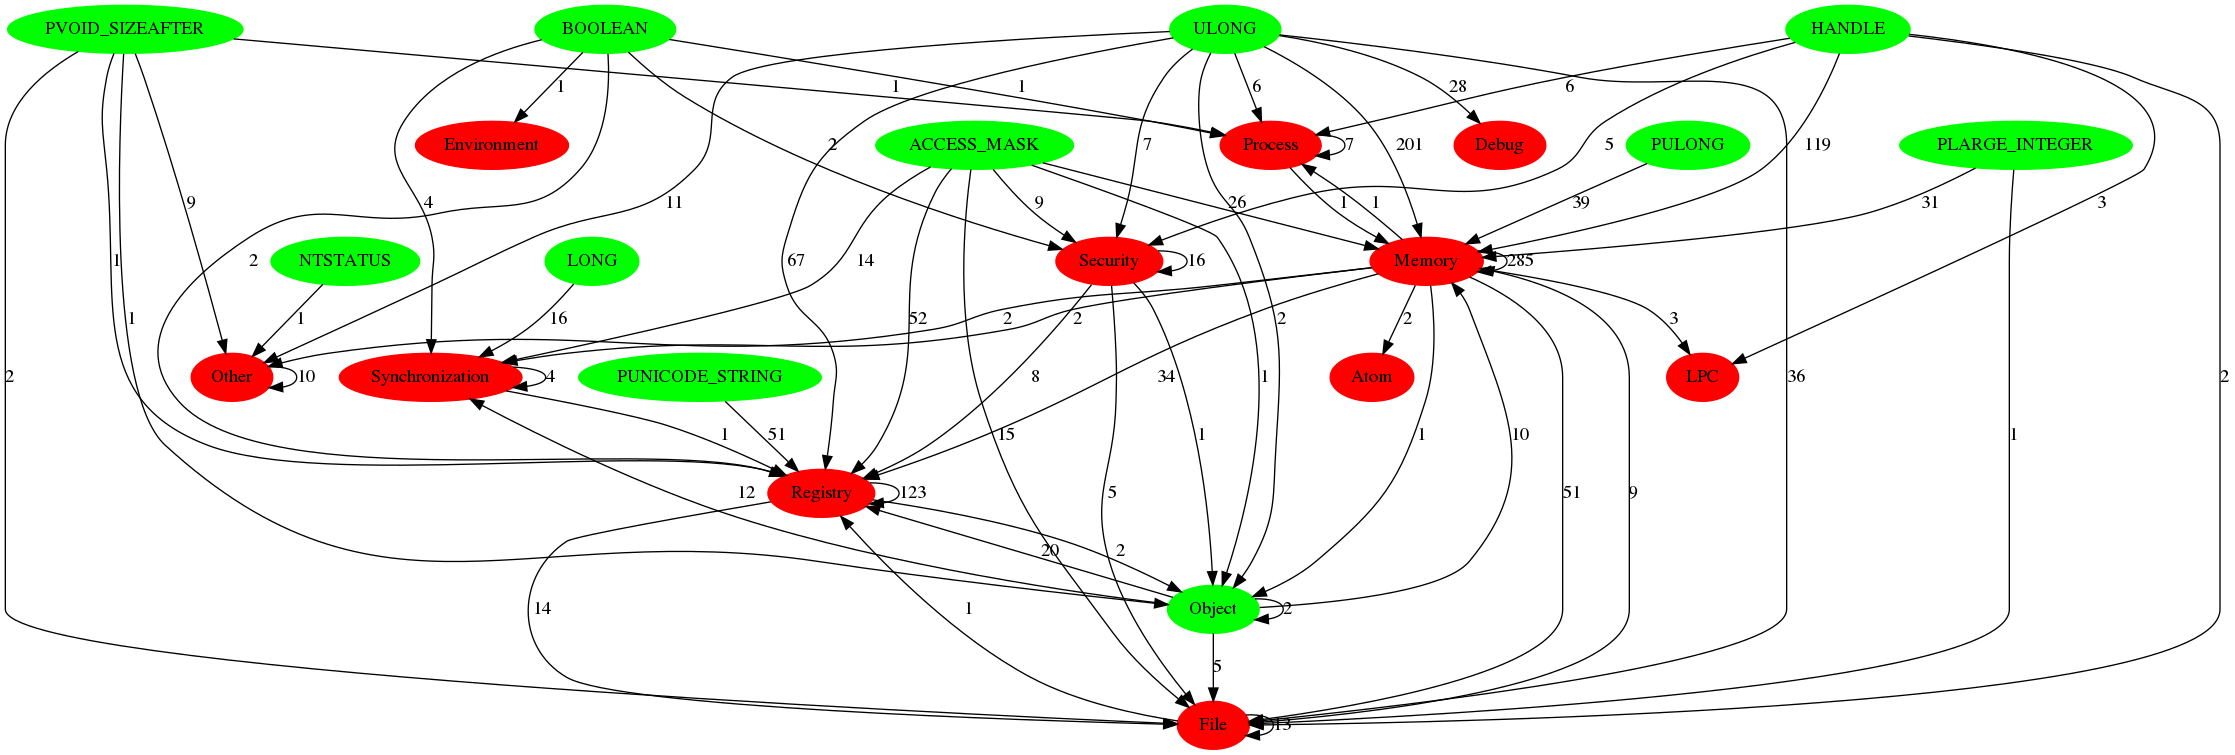 PVOID_SIZEAFTER
BOOLEAN
ULONG
HANDLE
1
1
1
6
28
6
Environment
ACCESS_MASK
Process
7
Debug
PULONG
PLARGE_INTEGER
2
7
201
5
119
9
4
11
9
26
1
1
39
31
3
1
2
NTSTATUS
LONG
67
14
Security
16
Memory
285
1
1
16
52
2
2
1
2
2
3
Other
10
Synchronization
4
PUNICODE_STRING
8
34
1
Atom
LPC
2
36
2
1
51
15
1
1
10
1
12
Registry
123
5
51
9
20
2
14
1
Object
2
5
File
13